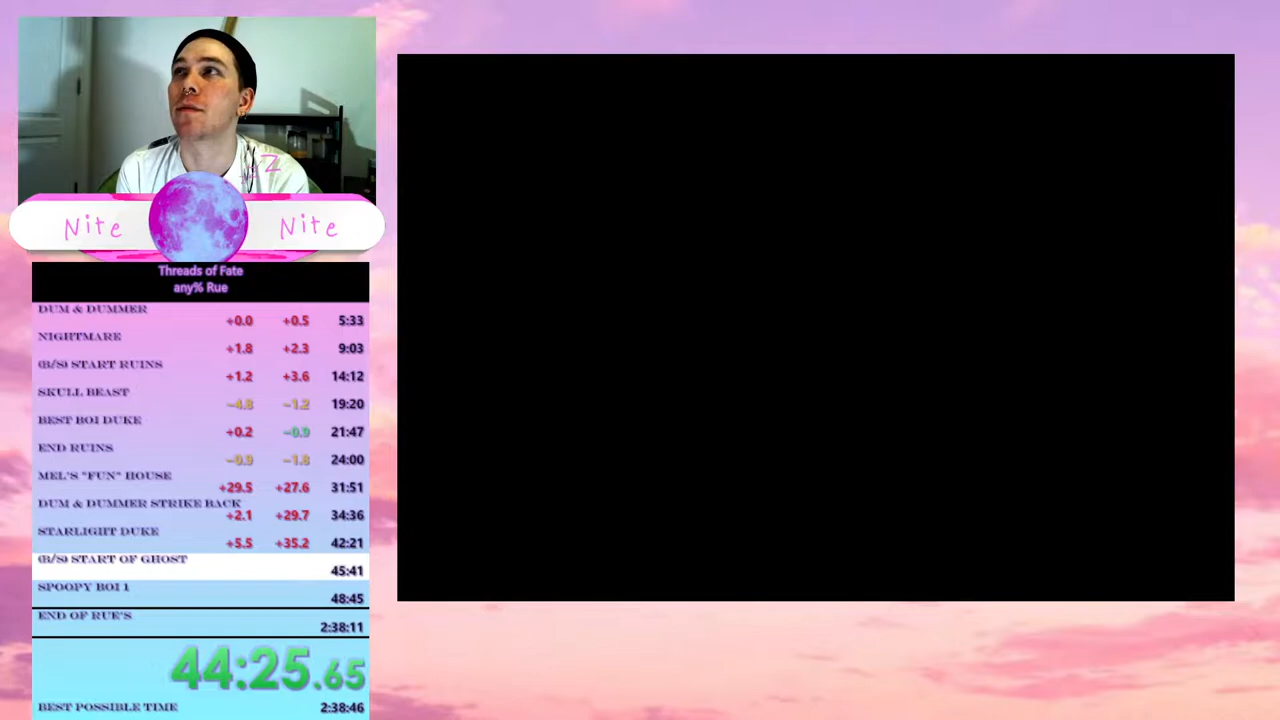 Nite Nite
Threads of Fate
any% Rue
DUM & DUMMER
+0.0 +0.5 5:33
NIGHTMARE
+1.8 +2.3 9:03
(B/S) START RUINS
+1.2 +3.6 14:12
SKULL BEAST
−4.8 −1.2 19:20
BEST BOI DUKE
+0.2 −0.9 21:47
END RUINS
−0.9 −1.8 24:00
MEL'S "FUN" HOUSE
+29.5 +27.6 31:51
DUM & DUMMER STRIKE BACK
+2.1 +29.7 34:36
STARLIGHT DUKE
+5.5 +35.2 42:21
(B/S) START OF GHOST
45:41
SPOOPY BOI 1
48:45
END OF RUE'S
2:38:11
44:25.65
BEST POSSIBLE TIME 2:38:46